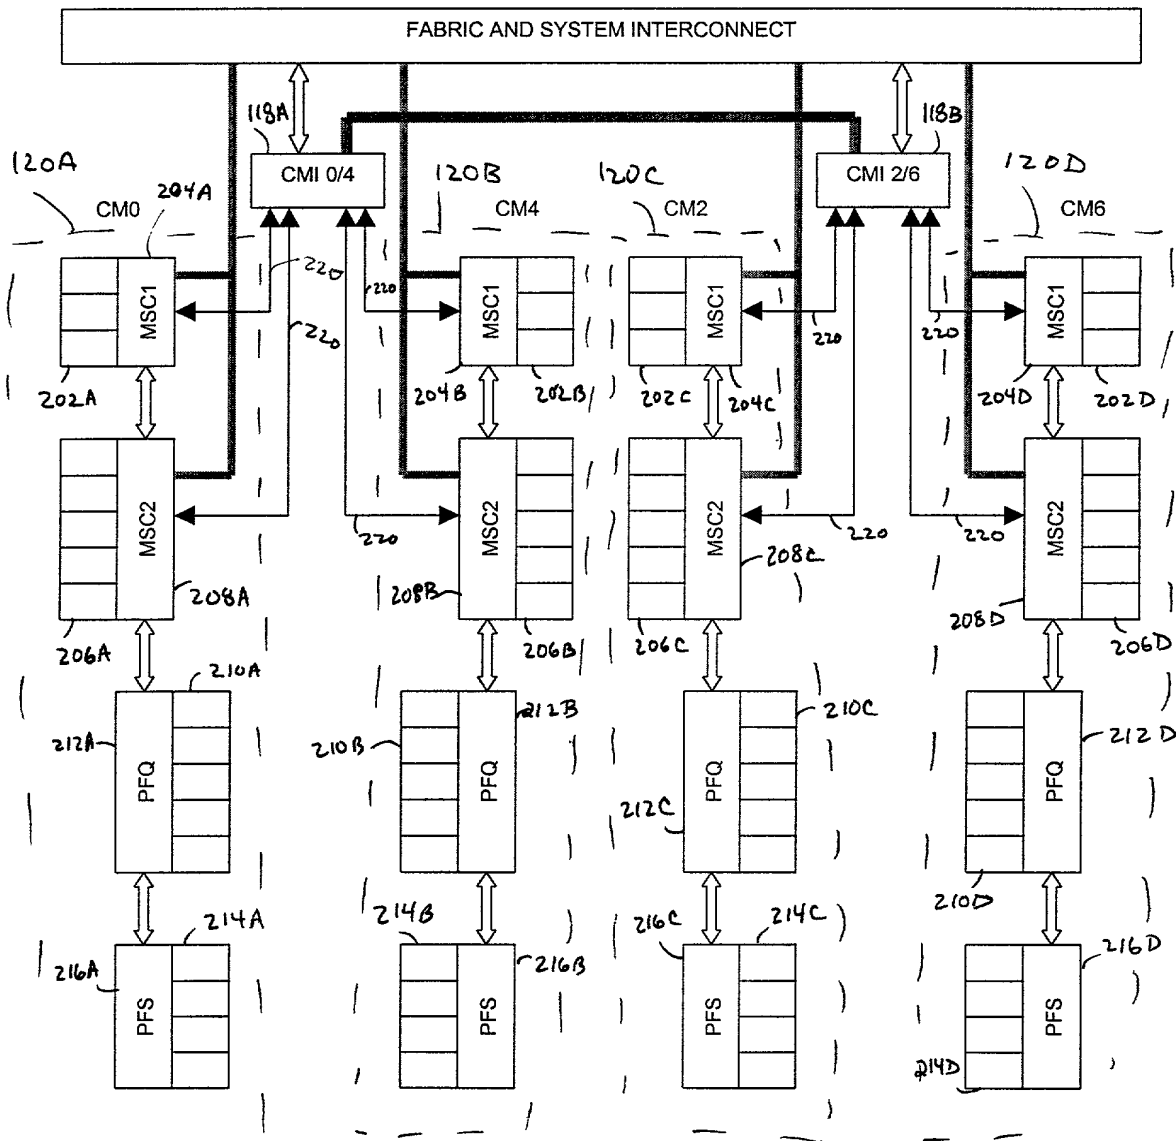 FABRIC AND SYSTEM INTERCONNECT
118A
118B
120A
204A
CMI 0/4
120B
120C
CMI 2/6
120D
CM0
CM4
CM2
CM6
220
220
220
220
220
MSC1
MSC1
MSC1
MSC1
202A
204B
202B
202C
204C
204D
202D
220
220
220
MSC2
MSC2
MSC2
MSC2
208A
208B
208C
208D
206A
206B
206C
206D
210A
212B
210C
212A
210B
212D
PFQ
PFQ
PFQ
PFQ
212C
210D
214A
214B
216C
214C
216A
216B
216D
PFS
PFS
PFS
PFS
214D